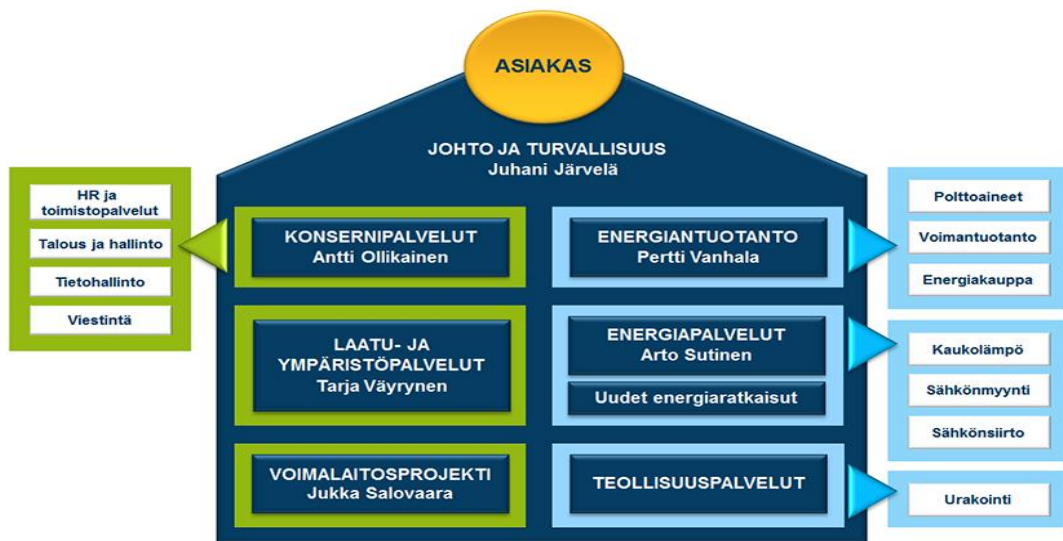 ASIAKAS
JOHTO JA TURVALLISUUS
Juhani Järvelä
HR ja
toimistopalvelut
Talous ja hallinto
Tietohallinto
Viestintä
KONSERNIPALVELUT
Antti Ollikainen
LAATU- JA
YMPÄRISTÖPALVELUT
Tarja Väyrynen
VOIMALAITOSPROJEKTI
Jukka Salovaara
ENERGIANTUOTANTO
Pertti Vanhala
ENERGIAPALVELUT
Arto Sutinen
Uudet energiaratkaisut
TEOLLISUUSPALVELUT
Polttoaineet
Voimantuotanto
Energiakauppa
Kaukolämpö
Sähkönmyynti
Sähkönsiirto
Urakointi